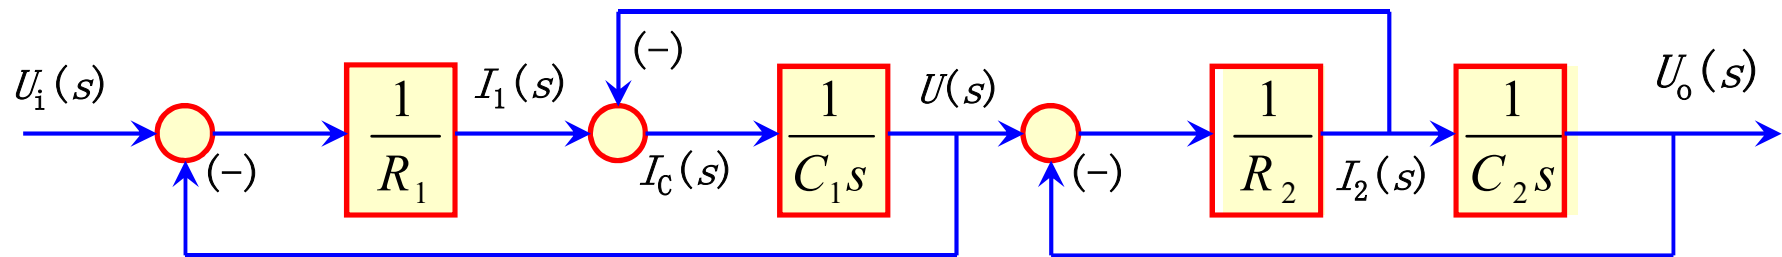 (-)
Uᵢ(s)
1/R₁
I₁(s)
1/(C₁s)
U(s)
1/R₂
1/(C₂s)
Uₒ(s)
(-)
I_C(s)
(-)
I₂(s)